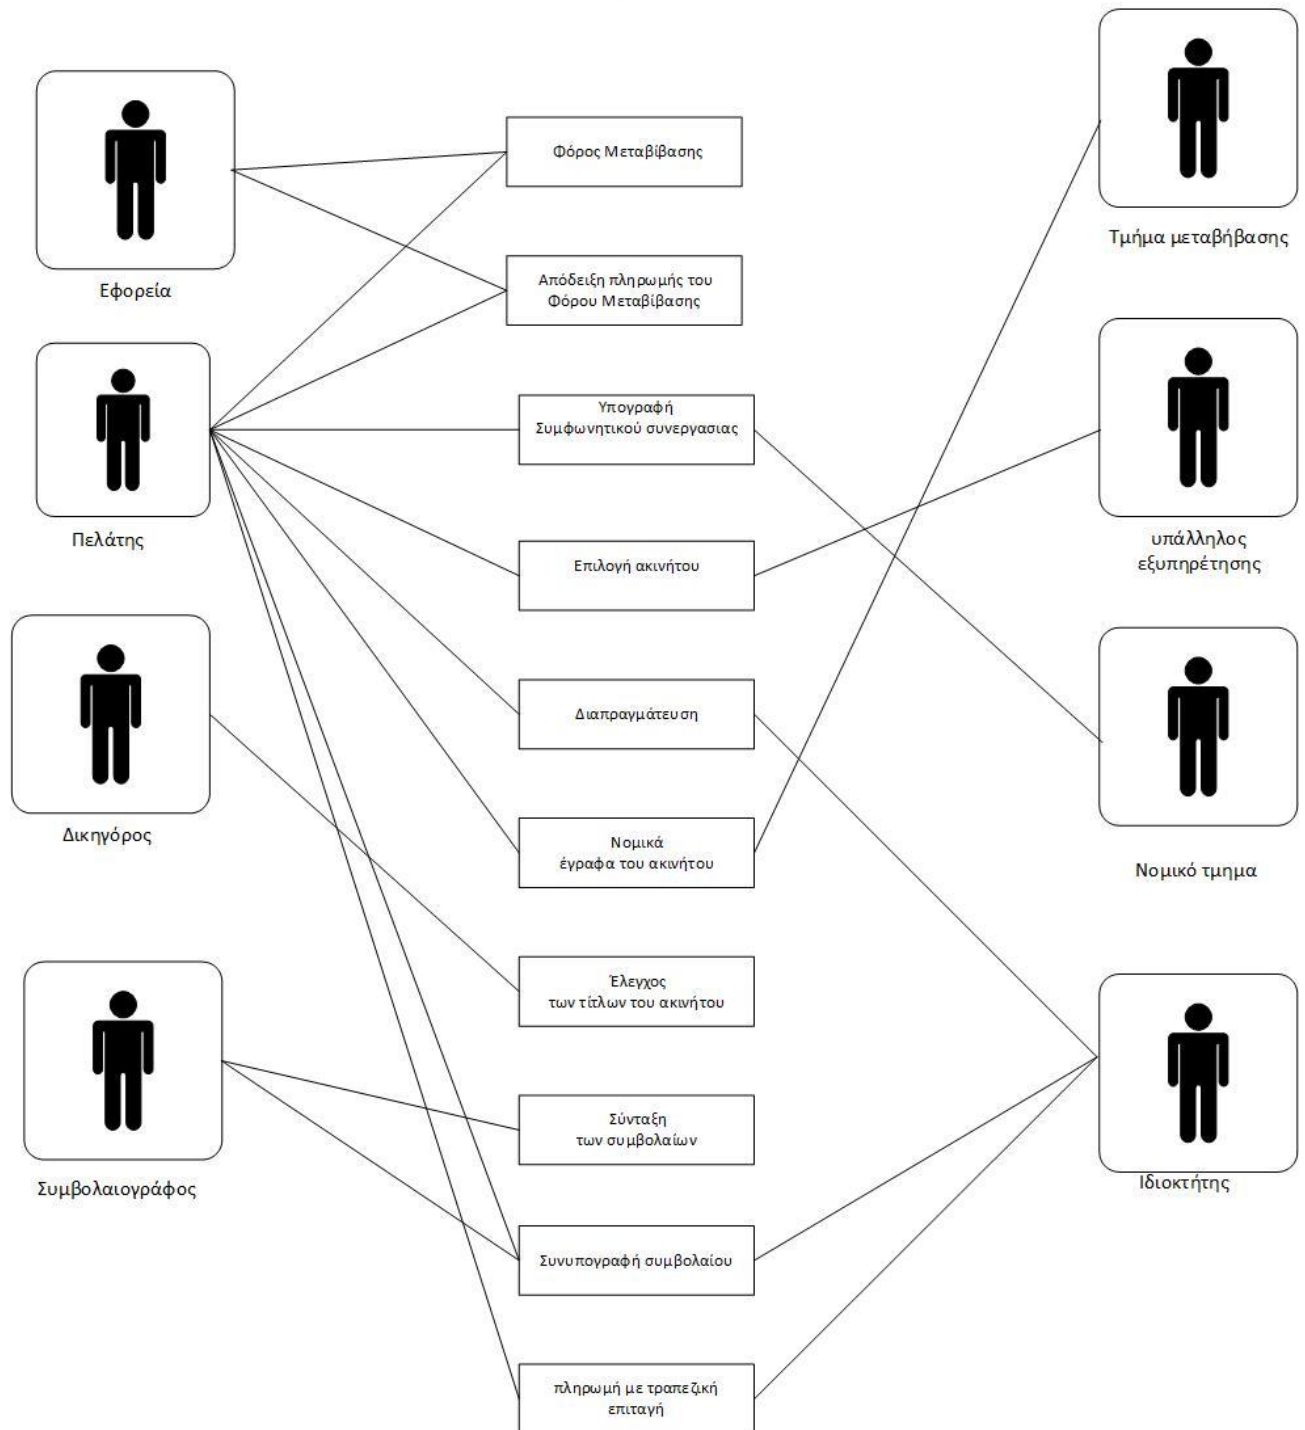 Φόρος Μεταβίβασης
Τμήμα μεταβήβασης
Εφορεία
Απόδειξη πληρωμής του
Φόρου Μεταβίβασης
Υπογραφή
Συμφωνητικού συνεργασιας
Πελάτης
υπάλληλος
εξυπηρέτησης
Επιλογή ακινήτου
Διαπραγμάτευση
Δικηγόρος
Νομικά
έγραφα του ακινήτου
Νομικό τμημα
Έλεγχος
των τίτλων του ακινήτου
Σύνταξη
των συμβολαίων
Συμβολαιογράφος
Ιδιοκτήτης
Συνυπογραφή συμβολαίου
πληρωμή με τραπεζική
επιταγή